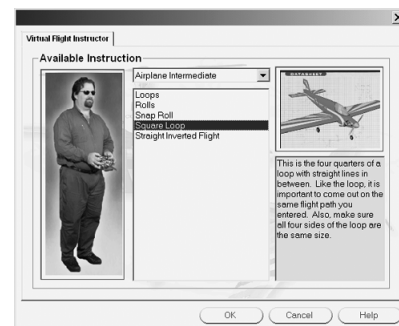 Virtual Flight Instructor
Available Instruction
Airplane Intermediate
Loops
Rolls
Snap Roll
Square Loop
Straight Inverted Flight
This is the four quarters of a
loop with straight lines in
between. Like the loop, it is
important to come out on the
same flight path you
entered. Also, make sure
all four sides of the loop are
the same size.
OK
Cancel
Help